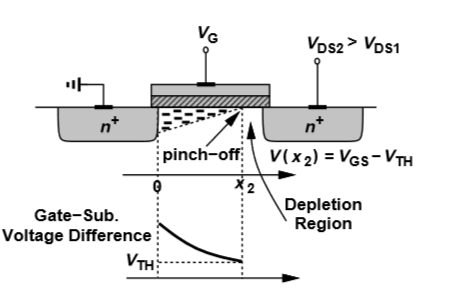 V_G
V_DS2 > V_DS1
n+
n+
pinch−off
V(x_2) = V_GS − V_TH
0
x_2
Depletion
Region
Gate−Sub.
Voltage Difference
V_TH